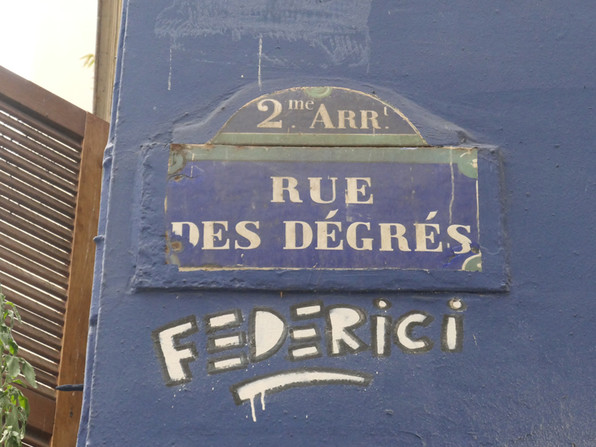 2me ARRt
RUE
DES DÉGRÉS
FEDERiCi